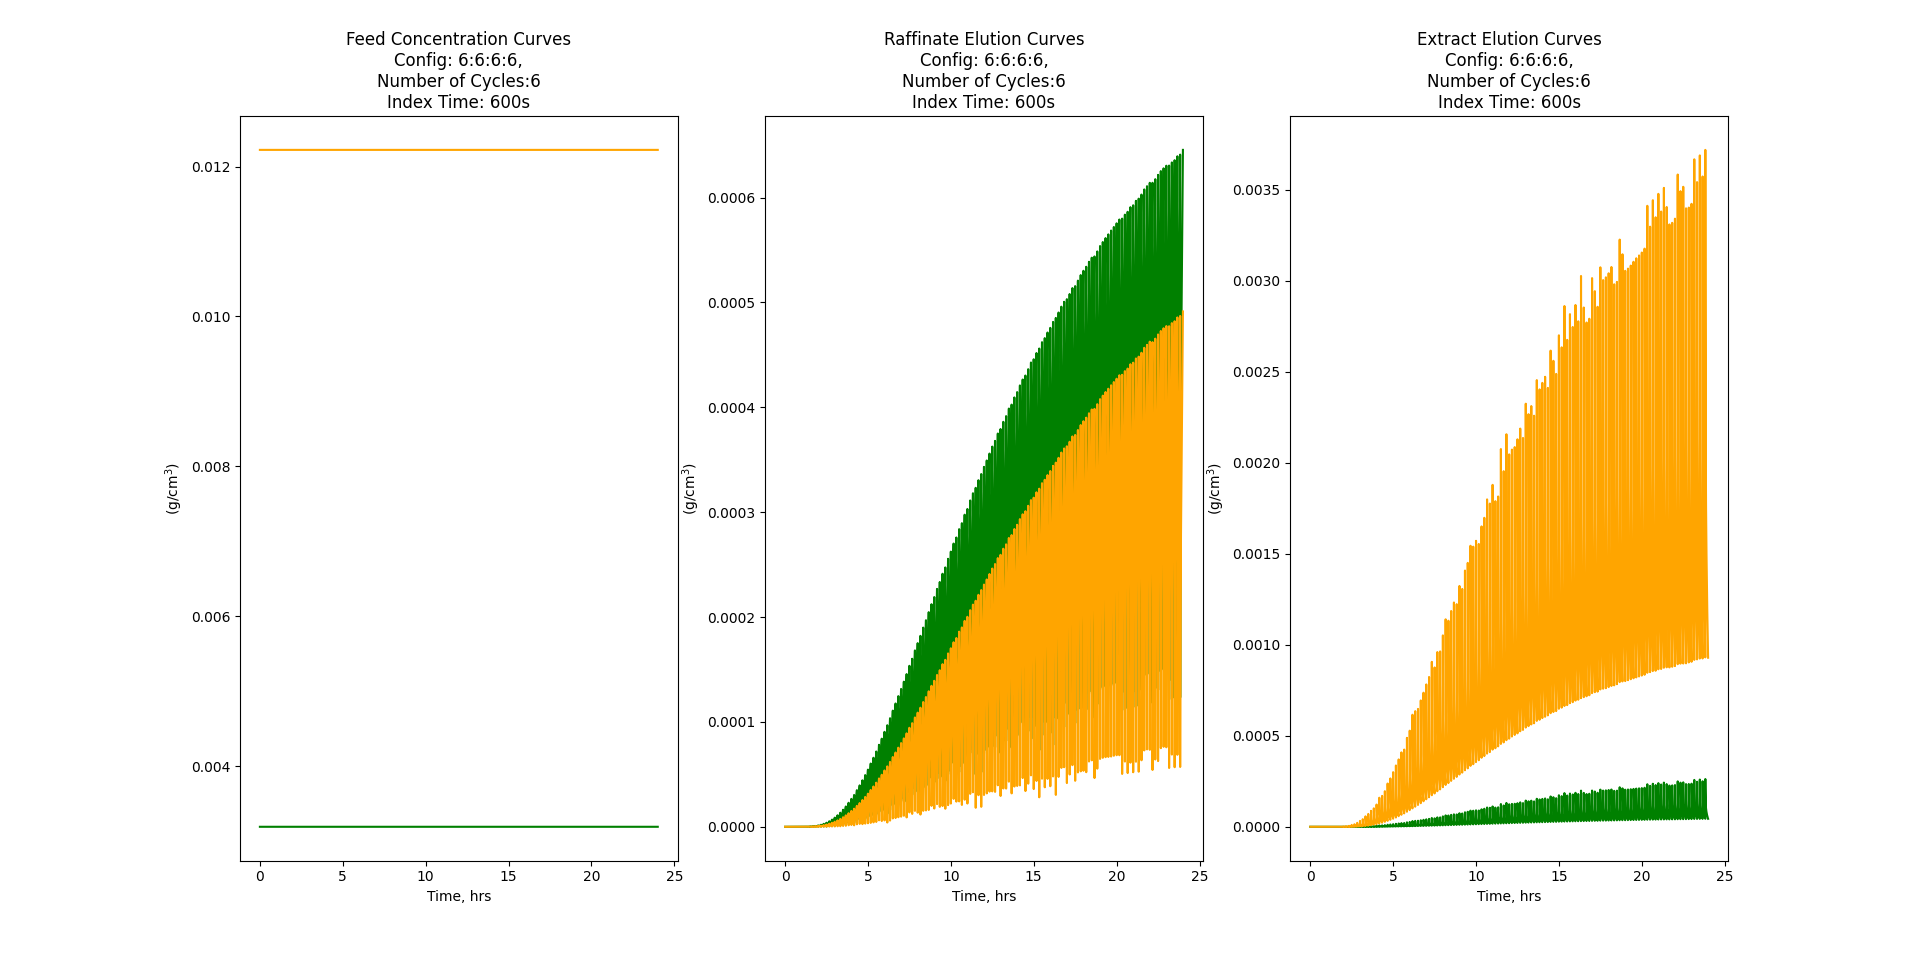 Feed Concentration Curves
Config: 6:6:6:6,
Number of Cycles:6
Index Time: 600s
0.012
0.010
0.008
0.006
0.004
(g/cm³)
0 5 10 15 20 25
Time, hrs
Raffinate Elution Curves
Config: 6:6:6:6,
Number of Cycles:6
Index Time: 600s
0.0006
0.0005
0.0004
0.0003
0.0002
0.0001
0.0000
(g/cm³)
0 5 10 15 20 25
Time, hrs
Extract Elution Curves
Config: 6:6:6:6,
Number of Cycles:6
Index Time: 600s
0.0035
0.0030
0.0025
0.0020
0.0015
0.0010
0.0005
0.0000
(g/cm³)
0 5 10 15 20 25
Time, hrs